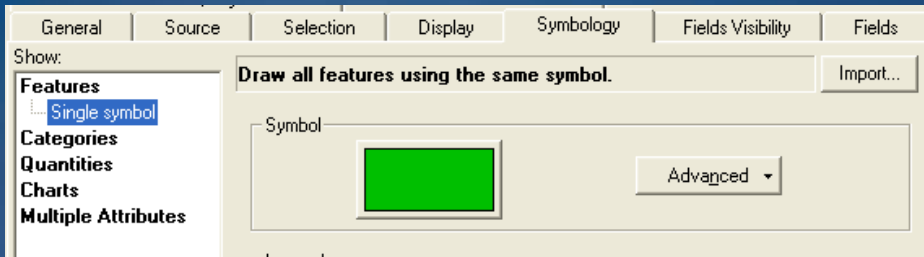 General Source Selection Display Symbology Fields Visibility Fields
Show:
Features
Single symbol
Categories
Quantities
Charts
Multiple Attributes
Draw all features using the same symbol.
Import...
Symbol
Advanced